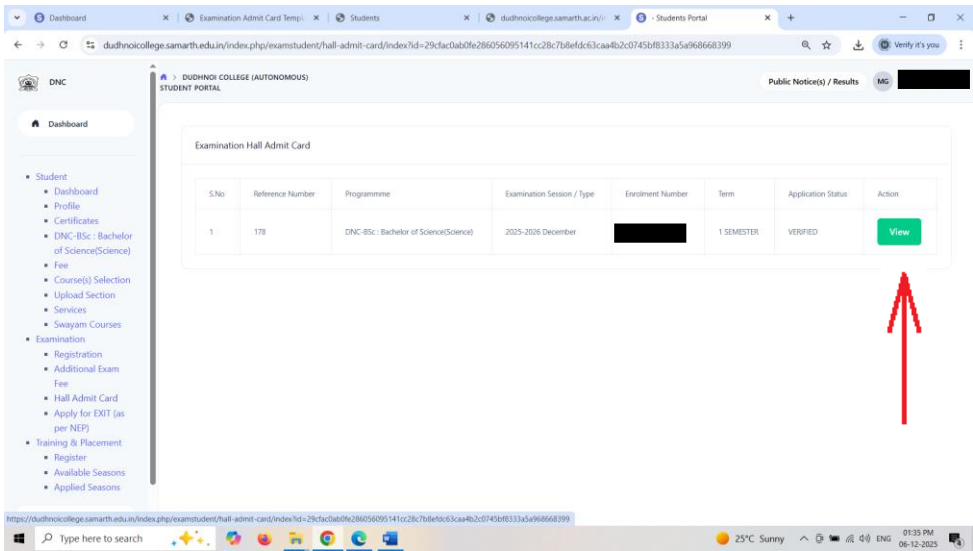 Dashboard
Examination Admit Card Templ
Students
dudhnoicollege.samarth.ac.in/i
- Students Portal
dudhnoicollege.samarth.edu.in/index.php/examstudent/hall-admit-card/index?id=29cfac0ab0fe286056095141cc28c7b8efdc63caa4b2c0745bf8333a5a968668399
Verify it's you
DNC
> DUDHNOI COLLEGE (AUTONOMOUS)
STUDENT PORTAL
Public Notice(s) / Results
MG
Dashboard
Student
Dashboard
Profile
Certificates
DNC-BSc : Bachelor
of Science(Science)
Fee
Course(s) Selection
Upload Section
Services
Swayam Courses
Examination
Registration
Additional Exam
Fee
Hall Admit Card
Apply for EXIT (as
per NEP)
Training & Placement
Register
Available Seasons
Applied Seasons
Examination Hall Admit Card
S.No Reference Number Programmme Examination Session / Type Enrolment Number Term Application Status Action
1 178 DNC-BSc : Bachelor of Science(Science) 2025-2026 December 1 SEMESTER VERIFIED View
https://dudhnoicollege.samarth.edu.in/index.php/examstudent/hall-admit-card/index?id=29cfac0ab0fe286056095141cc28c7b8efdc63caa4b2c0745bf8333a5a968668399
Type here to search
25°C Sunny
ENG
01:35 PM
06-12-2025